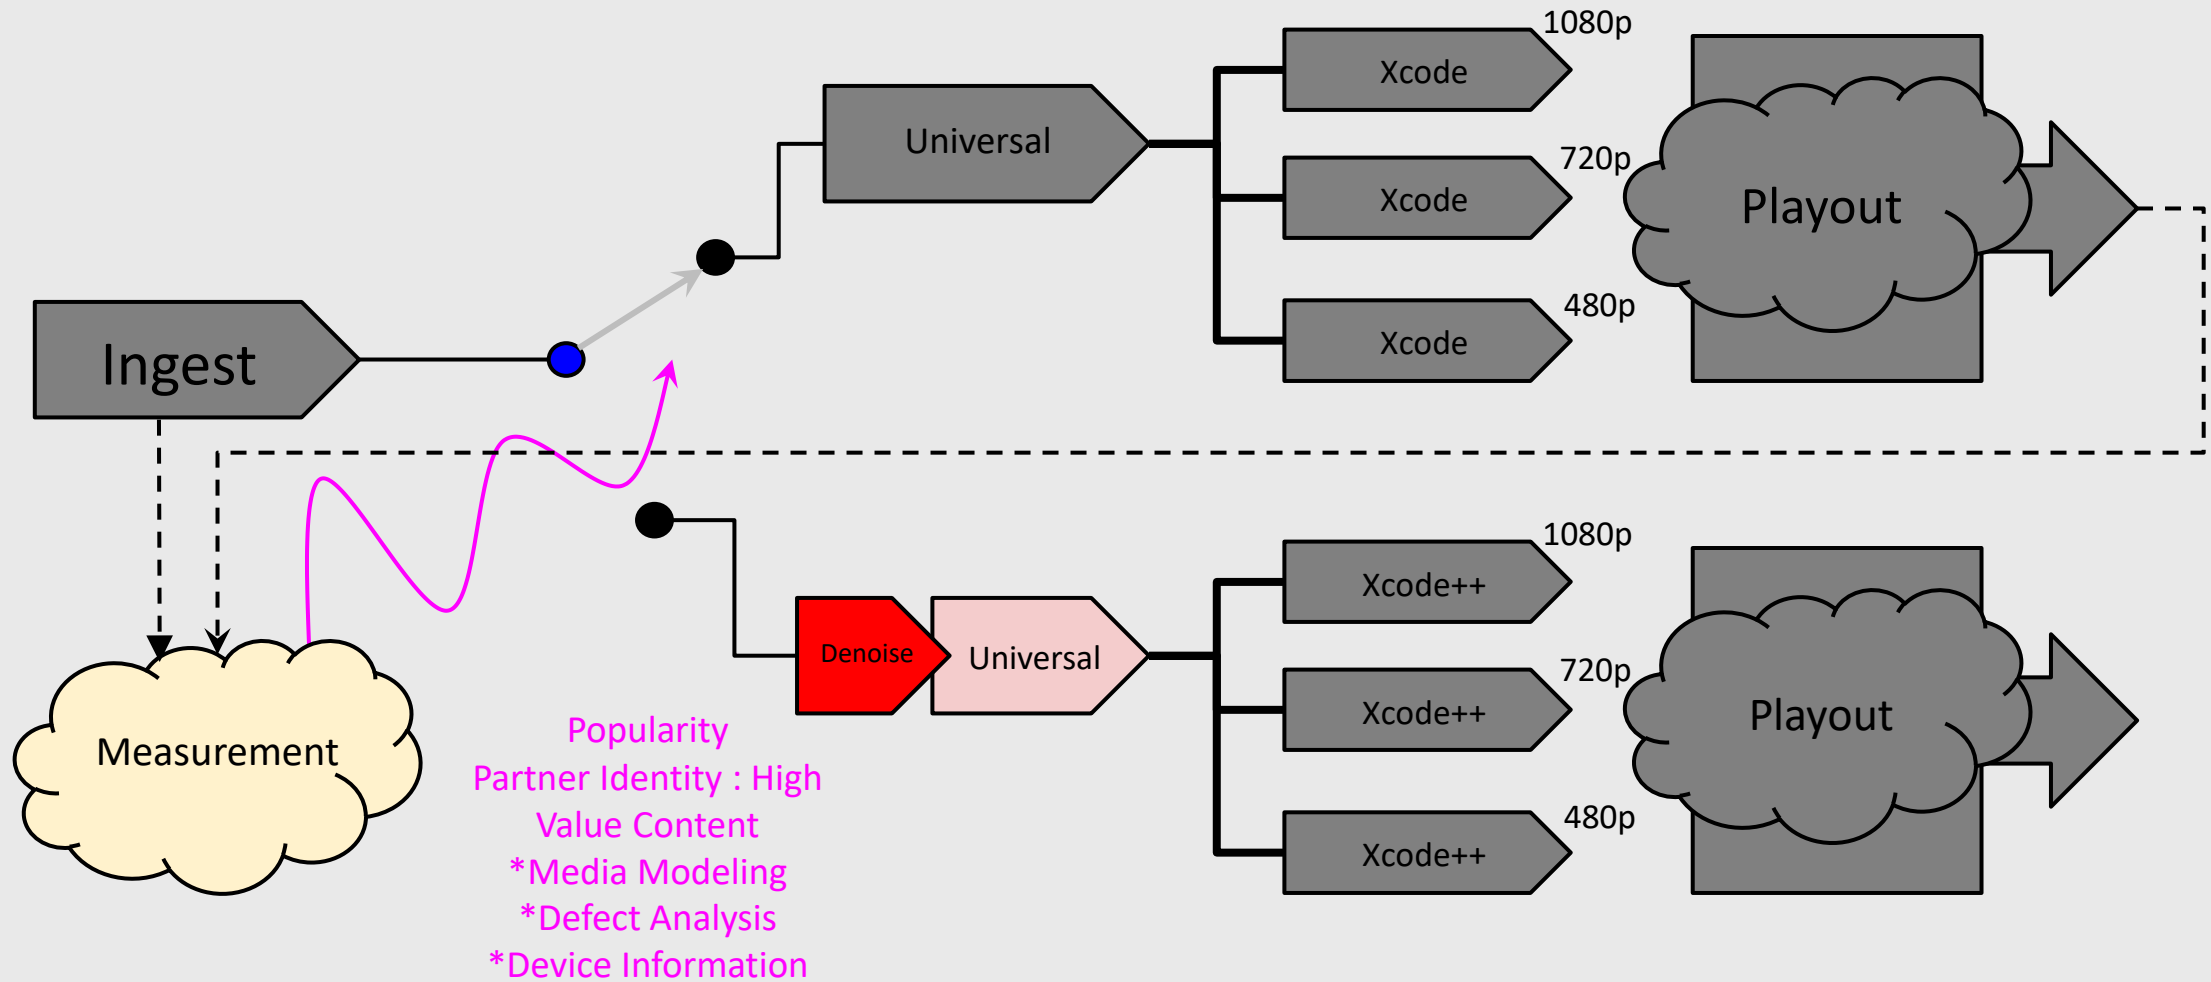 1080p
Xcode
Universal
720p
Xcode
Playout
480p
Xcode
Ingest
1080p
Xcode++
Denoise
Universal
720p
Xcode++
Playout
480p
Xcode++
Measurement
Popularity
Partner Identity : High
Value Content
*Media Modeling
*Defect Analysis
*Device Information